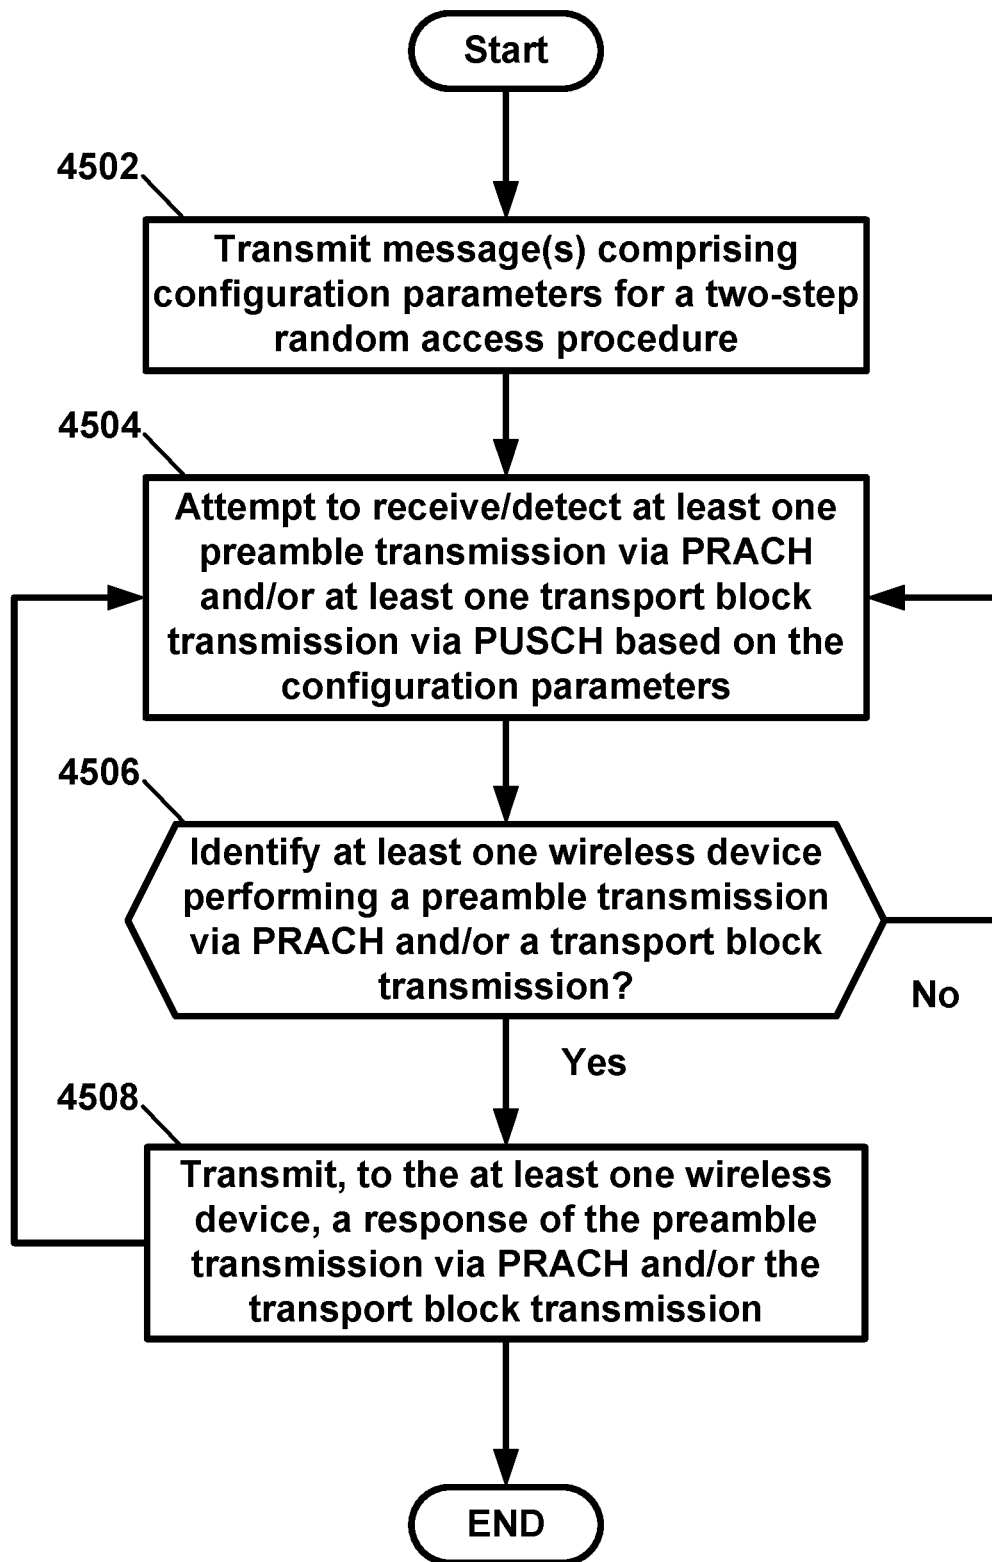 Start
4502
Transmit message(s) comprising
configuration parameters for a two-step
random access procedure
4504
Attempt to receive/detect at least one
preamble transmission via PRACH
and/or at least one transport block
transmission via PUSCH based on the
configuration parameters
4506
Identify at least one wireless device
performing a preamble transmission
via PRACH and/or a transport block
transmission?
No
Yes
4508
Transmit, to the at least one wireless
device, a response of the preamble
transmission via PRACH and/or the
transport block transmission
END